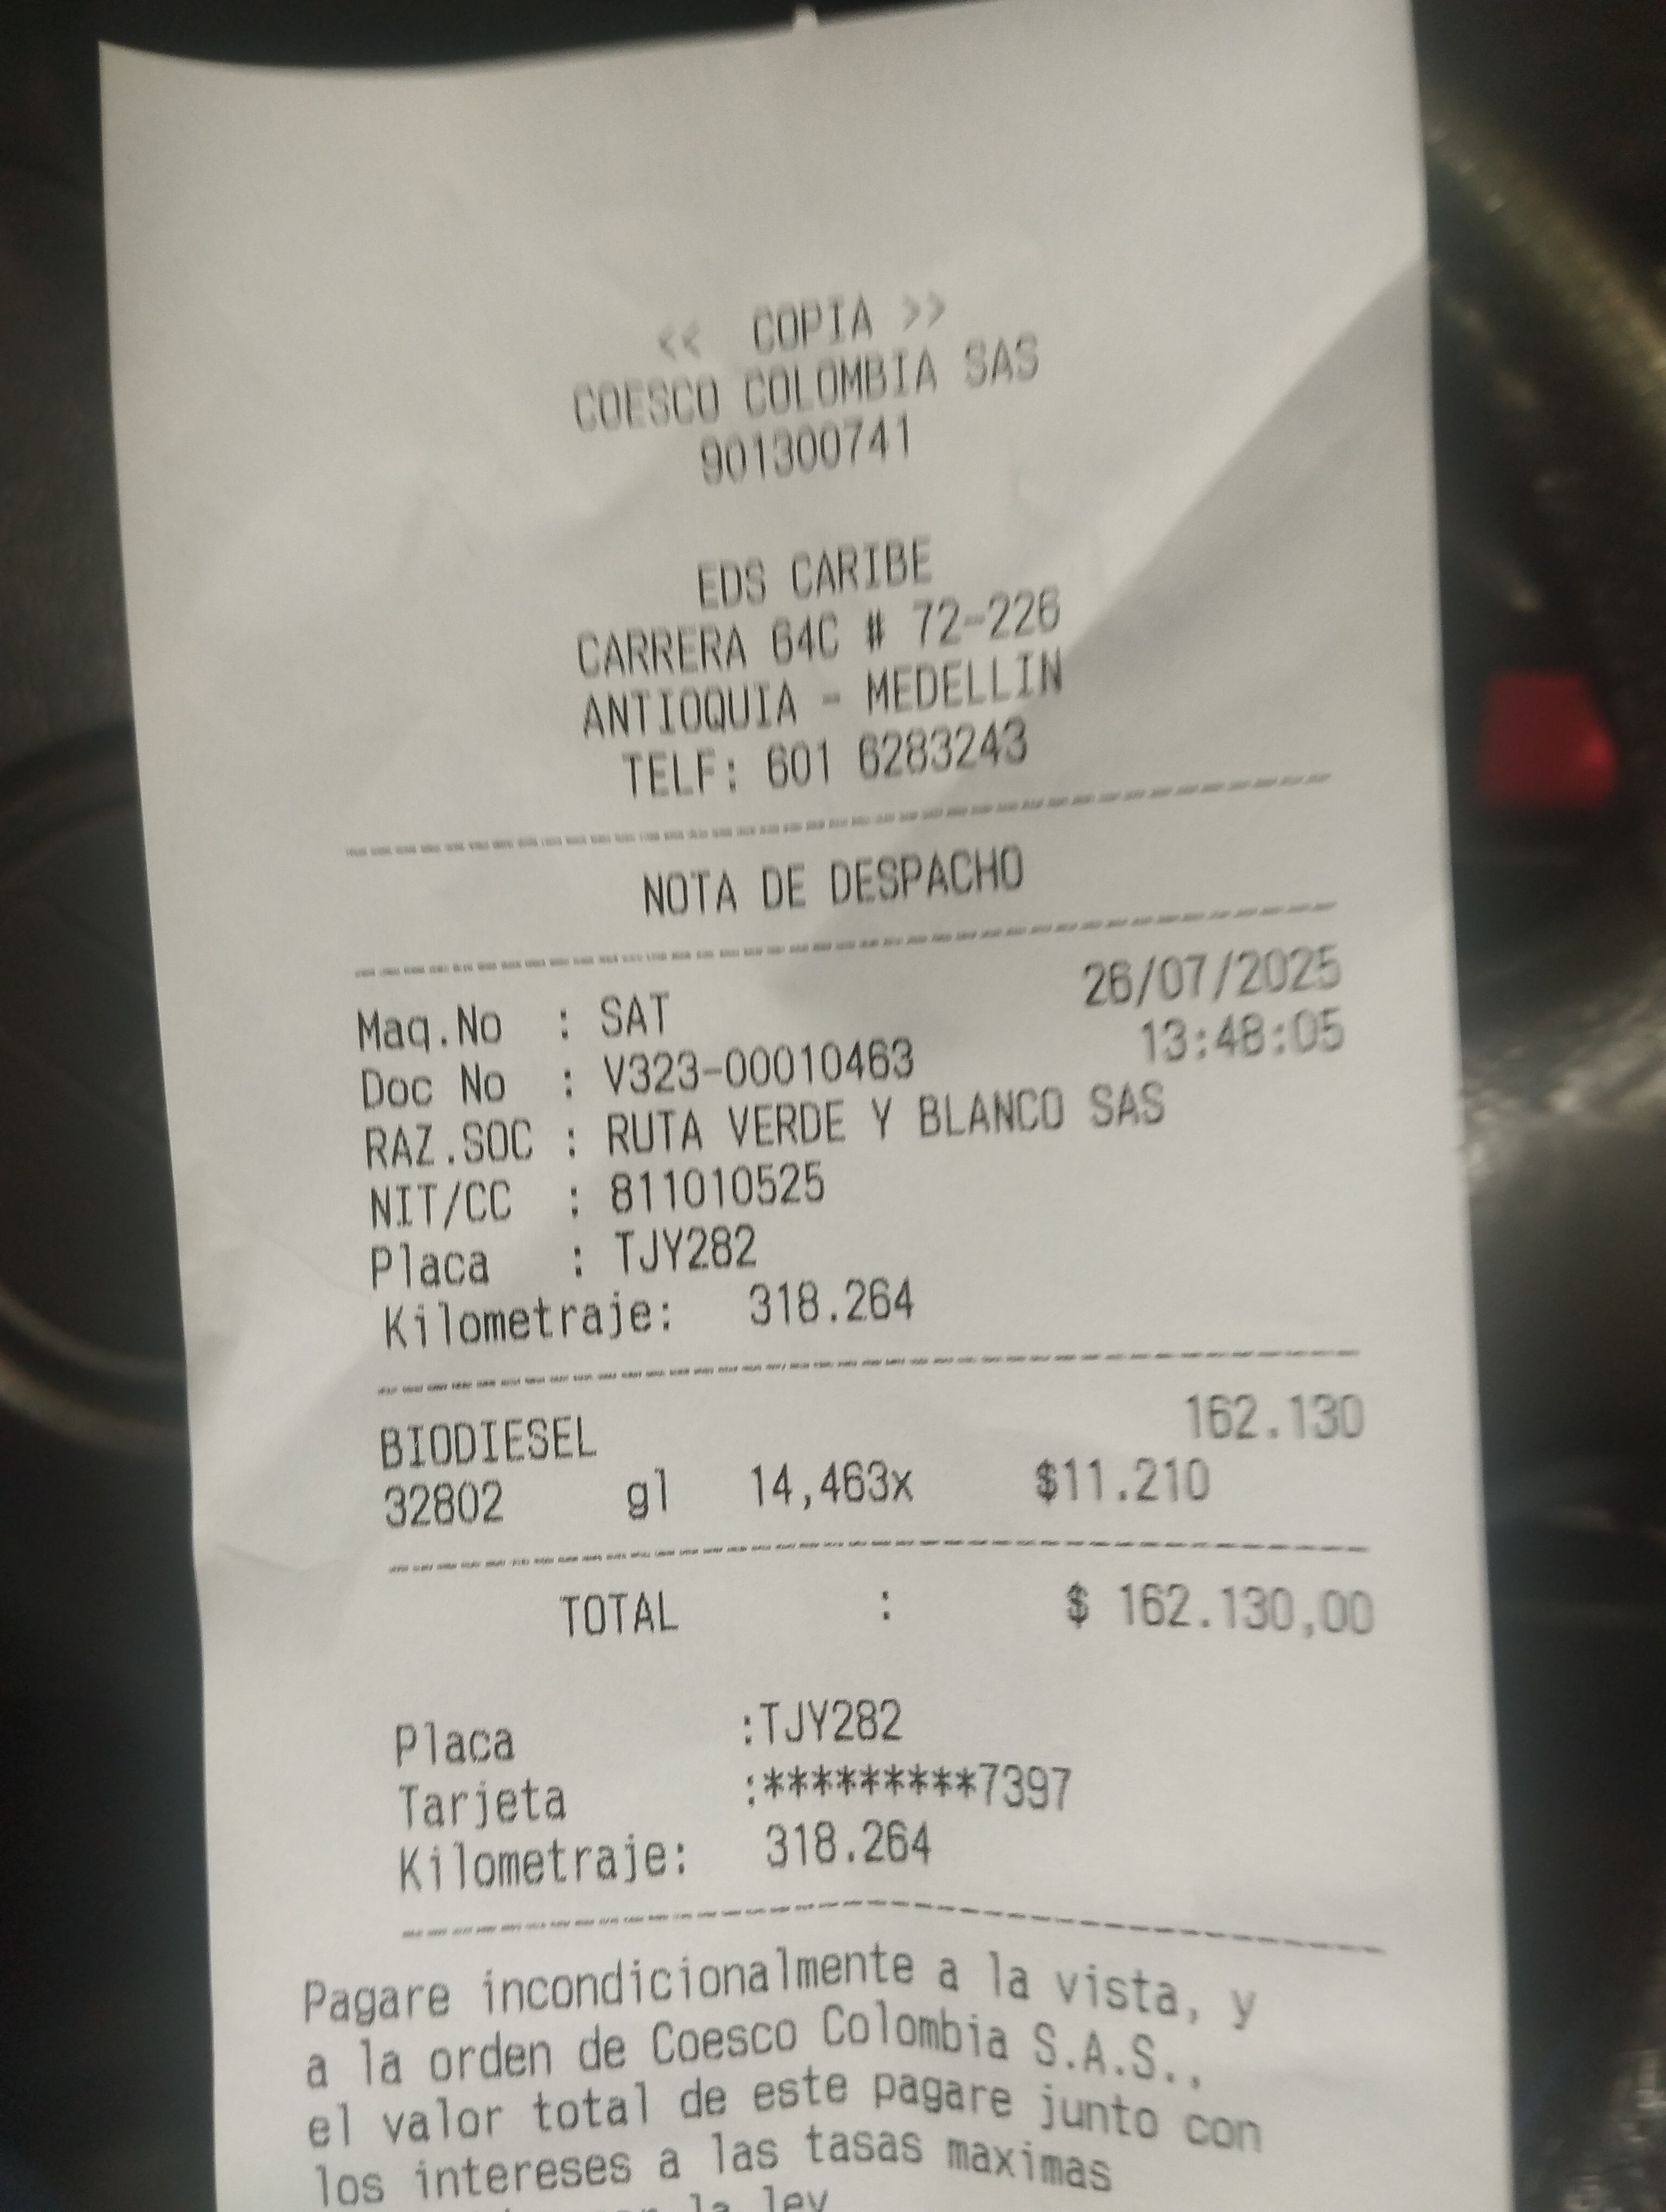 << COPIA >>
COESCO COLOMBIA SAS
901300741
EDS CARIBE
CARRERA 64C # 72-226
ANTIOQUIA - MEDELLIN
TELF: 601 6283243
NOTA DE DESPACHO
26/07/2025
Maq.No : SAT 13:48:05
Doc No : V323-00010463
RAZ.SOC : RUTA VERDE Y BLANCO SAS
NIT/CC : 811010525
Placa : TJY282
Kilometraje: 318.264
BIODIESEL 162.130
32802 gl 14,463x $11.210
TOTAL : $ 162.130,00
Placa :TJY282
Tarjeta :*********7397
Kilometraje: 318.264
Pagare incondicionalmente a la vista, y
a la orden de Coesco Colombia S.A.S.,
el valor total de este pagare junto con
los intereses a las tasas maximas
la ley